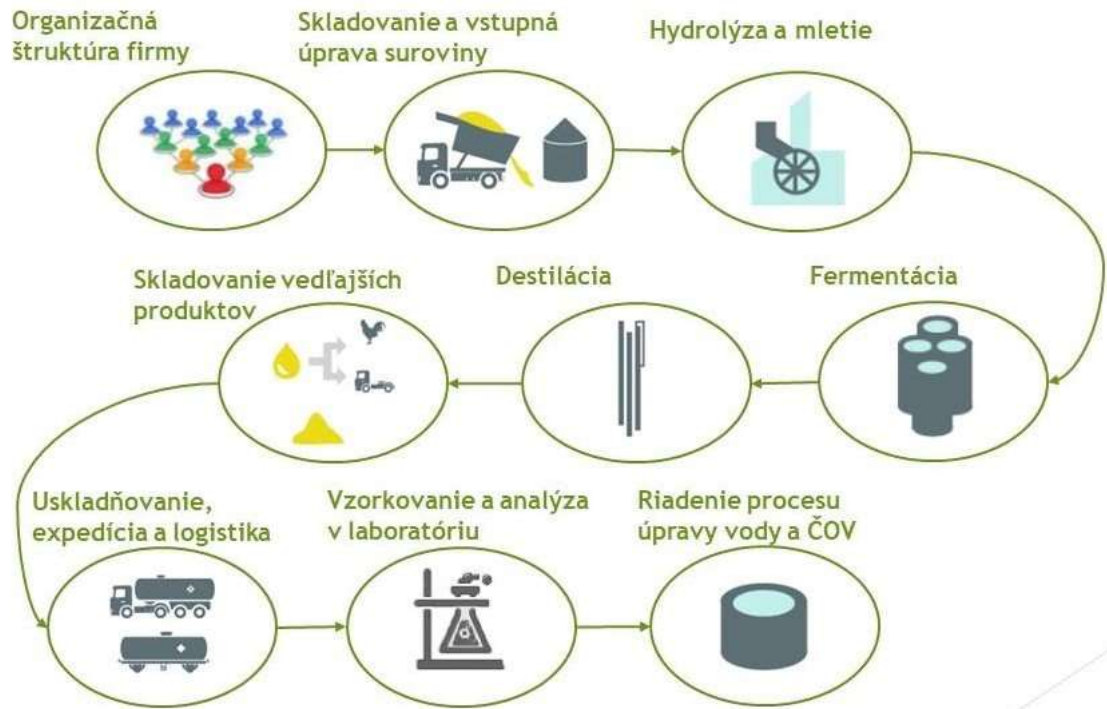 Organizačná
štruktúra firmy
Skladovanie a vstupná
úprava suroviny
Hydrolýza a mletie
Skladovanie vedľajších
produktov
Destilácia
Fermentácia
Uskladňovanie,
expedícia a logistika
Vzorkovanie a analýza
v laboratóriu
Riadenie procesu
úpravy vody a ČOV